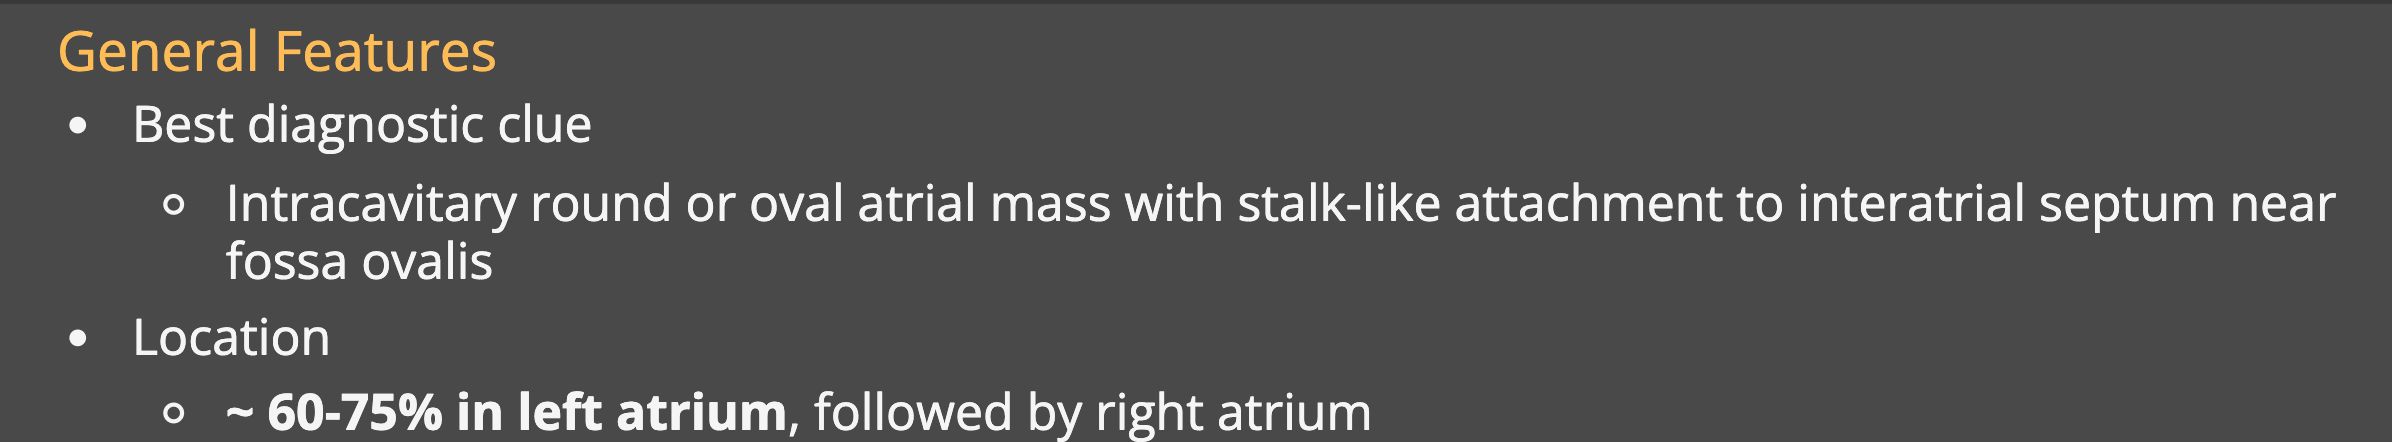 General Features
• Best diagnostic clue
◦ Intracavitary round or oval atrial mass with stalk-like attachment to interatrial septum near
fossa ovalis
• Location
◦ ~ 60-75% in left atrium, followed by right atrium